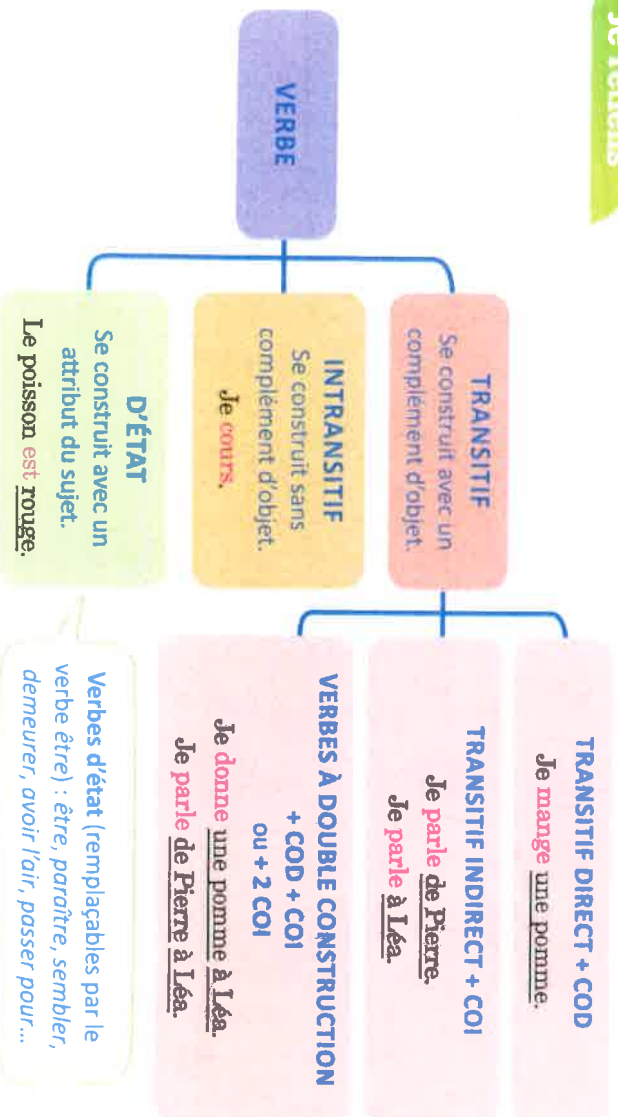 Je retiens
VERBE
TRANSITIF
Se construit avec un
complément d'objet.
INTRANSITIF
Se construit sans
complément d'objet.
Je cours.
D'ÉTAT
Se construit avec un
attribut du sujet.
Le poisson est rouge.
TRANSITIF DIRECT + COD
Je mange une pomme.
TRANSITIF INDIRECT + COI
Je parle de Pierre.
Je parle à Léa.
VERBES À DOUBLE CONSTRUCTION
+ COD + COI
ou + 2 COI
Je donne une pomme à Léa.
Je parle de Pierre à Léa.
Verbes d'état (remplaçables par le
verbe être) : être, paraître, sembler,
demeurer, avoir l'air, passer pour...